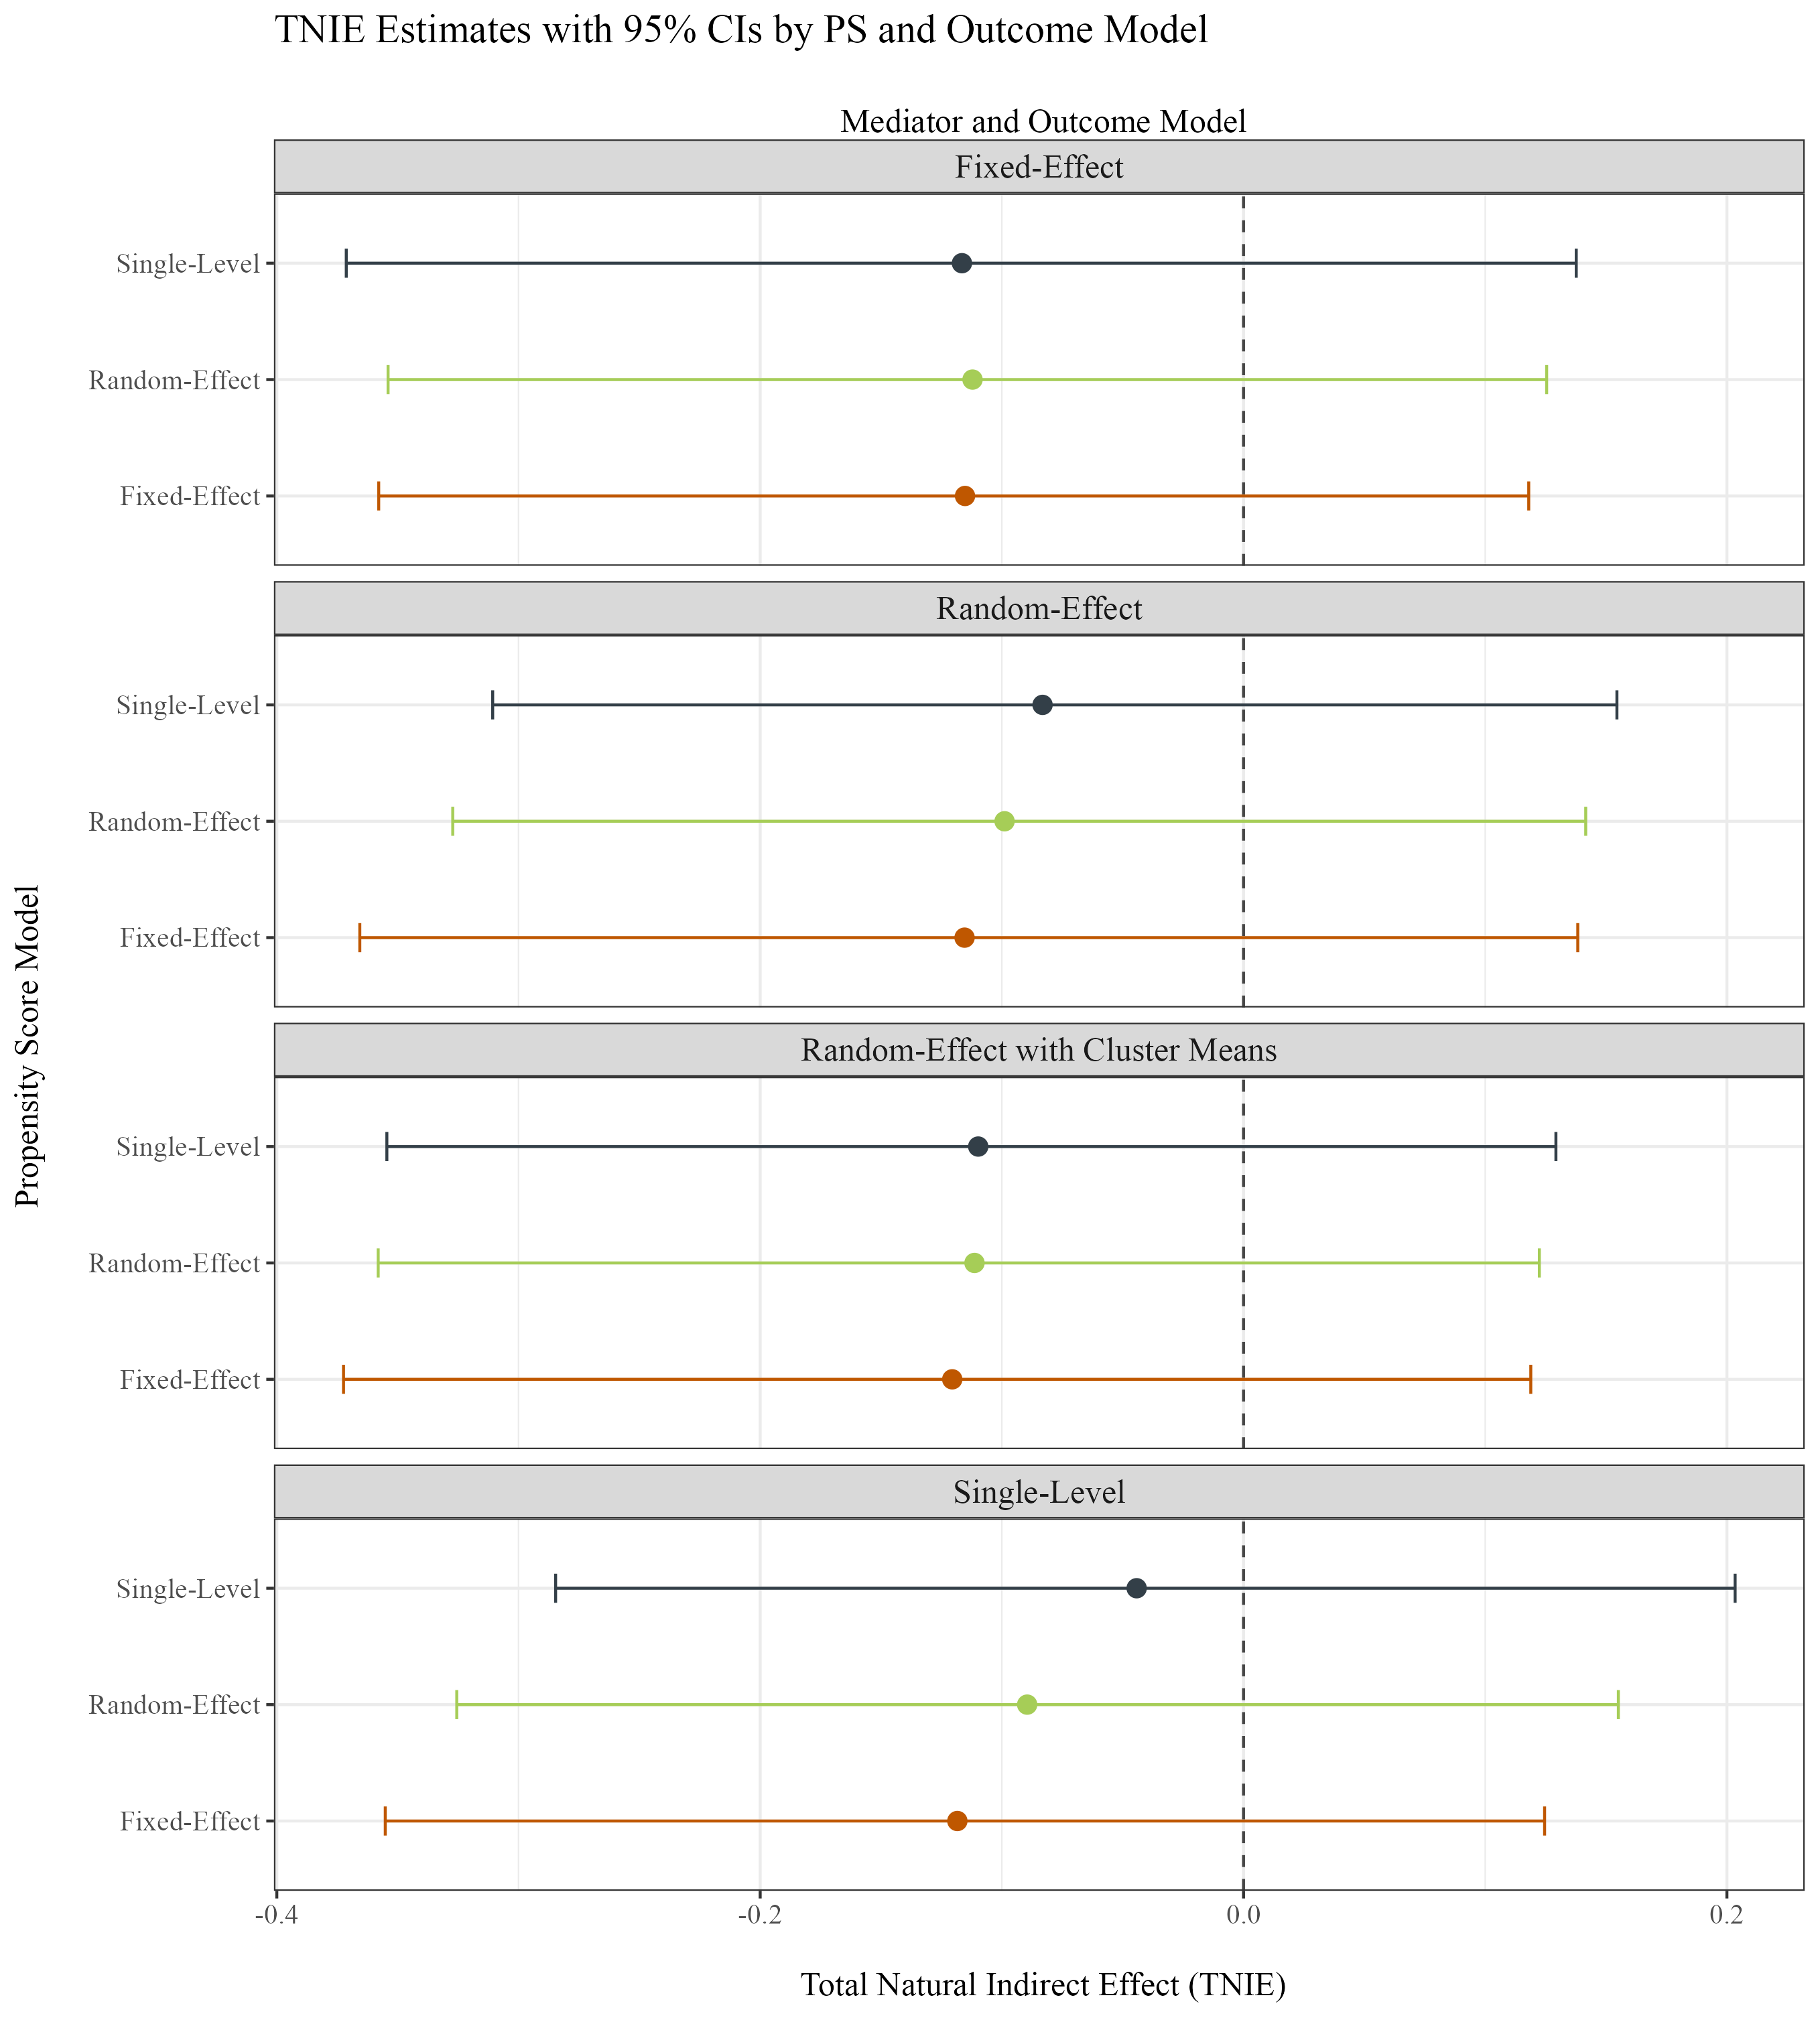 TNIE Estimates with 95% CIs by PS and Outcome Model
Mediator and Outcome Model
Fixed-Effect
Single-Level
Random-Effect
Fixed-Effect
Random-Effect
Single-Level
Random-Effect
Fixed-Effect
Random-Effect with Cluster Means
Single-Level
Random-Effect
Fixed-Effect
Single-Level
Single-Level
Random-Effect
Fixed-Effect
Propensity Score Model
-0.4 -0.2 0.0 0.2
Total Natural Indirect Effect (TNIE)